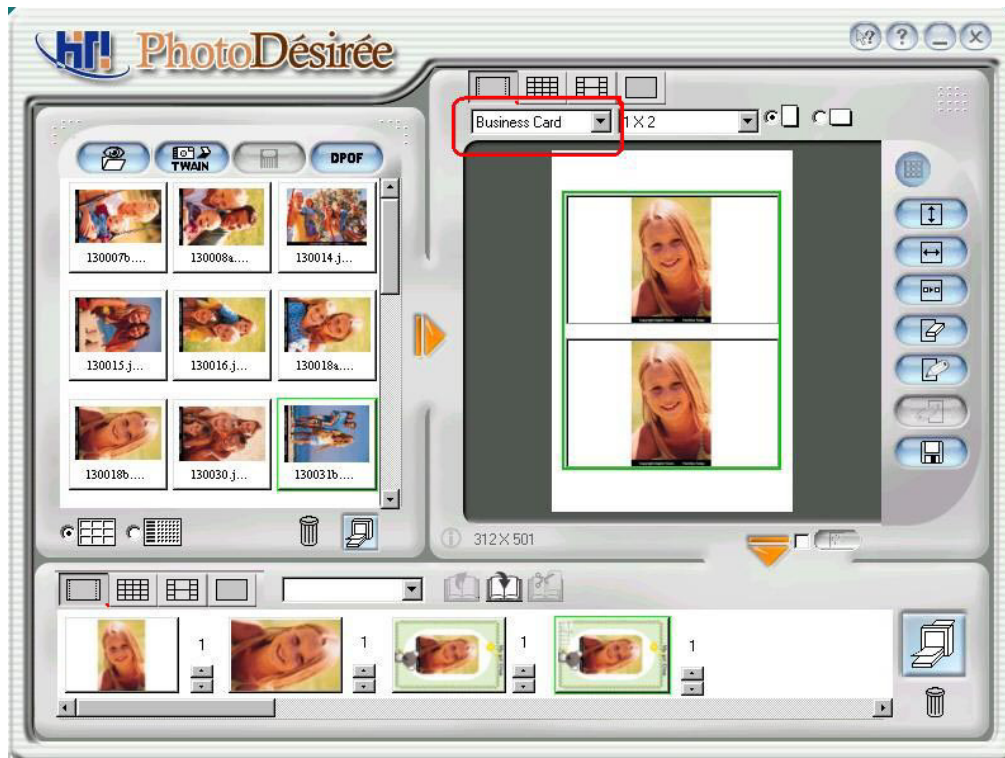 HiTi PhotoDésirée
Business Card
1 X 2
TWAIN
DPOF
130007b....
130008a....
130014.j...
130015.j...
130016.j...
130018a....
130018b....
130030.j...
130031b....
312 X 501
1
1
1
1